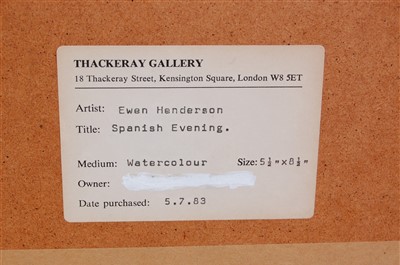 THACKERAY GALLERY
18 Thackeray Street, Kensington Square, London W8 5ET
Artist: Ewen Henderson
Title: Spanish Evening.
Medium: Watercolour Size: 5½"x8½"
Owner:
Date purchased: 5.7.83